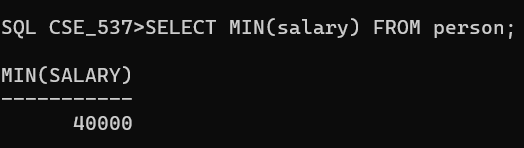 SQL CSE_537>SELECT MIN(salary) FROM person;
MIN(SALARY)
-----------
40000